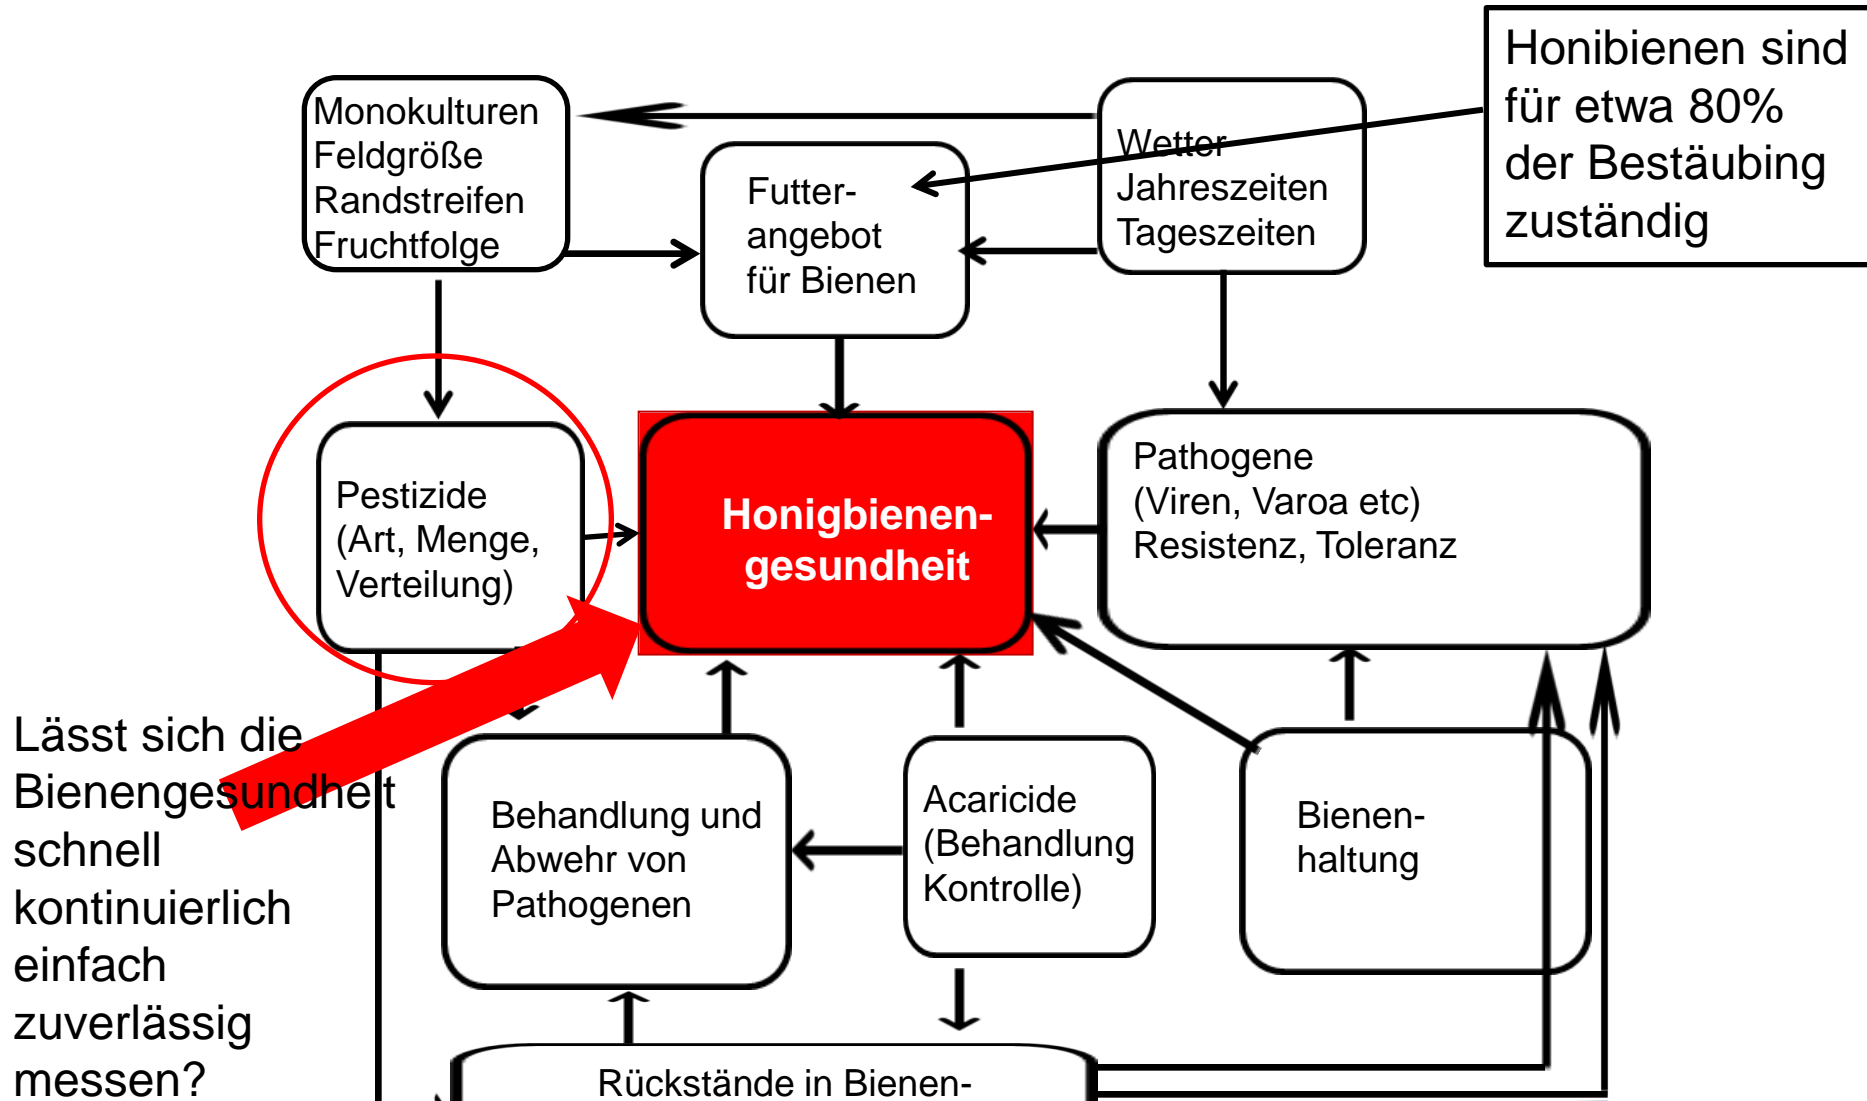 Honibienen sind
für etwa 80%
der Bestäubing
zuständig
Monokulturen
Feldgröße
Randstreifen
Fruchtfolge
Futter-
angebot
für Bienen
Wetter
Jahreszeiten
Tageszeiten
Pestizide
(Art, Menge,
Verteilung)
Honigbienen-
gesundheit
Pathogene
(Viren, Varoa etc)
Resistenz, Toleranz
Lässt sich die
Bienengesundheit
schnell
kontinuierlich
einfach
zuverlässig
messen?
Behandlung und
Abwehr von
Pathogenen
Acaricide
(Behandlung
Kontrolle)
Bienen-
haltung
Rückstände in Bienen-